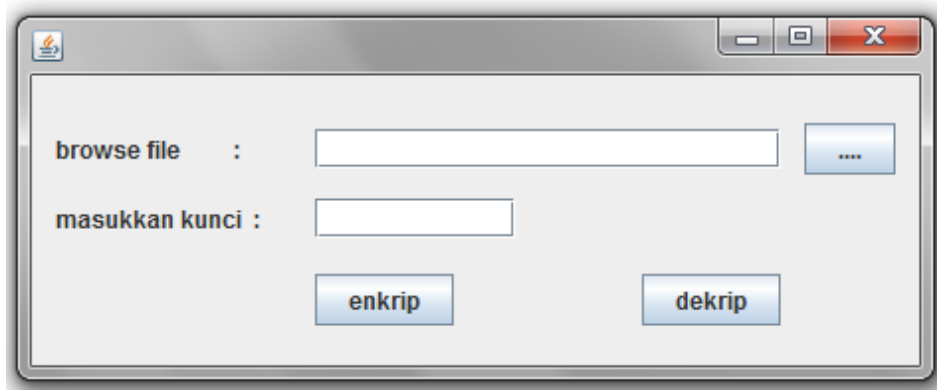 browse file : ....
masukkan kunci :
enkrip dekrip